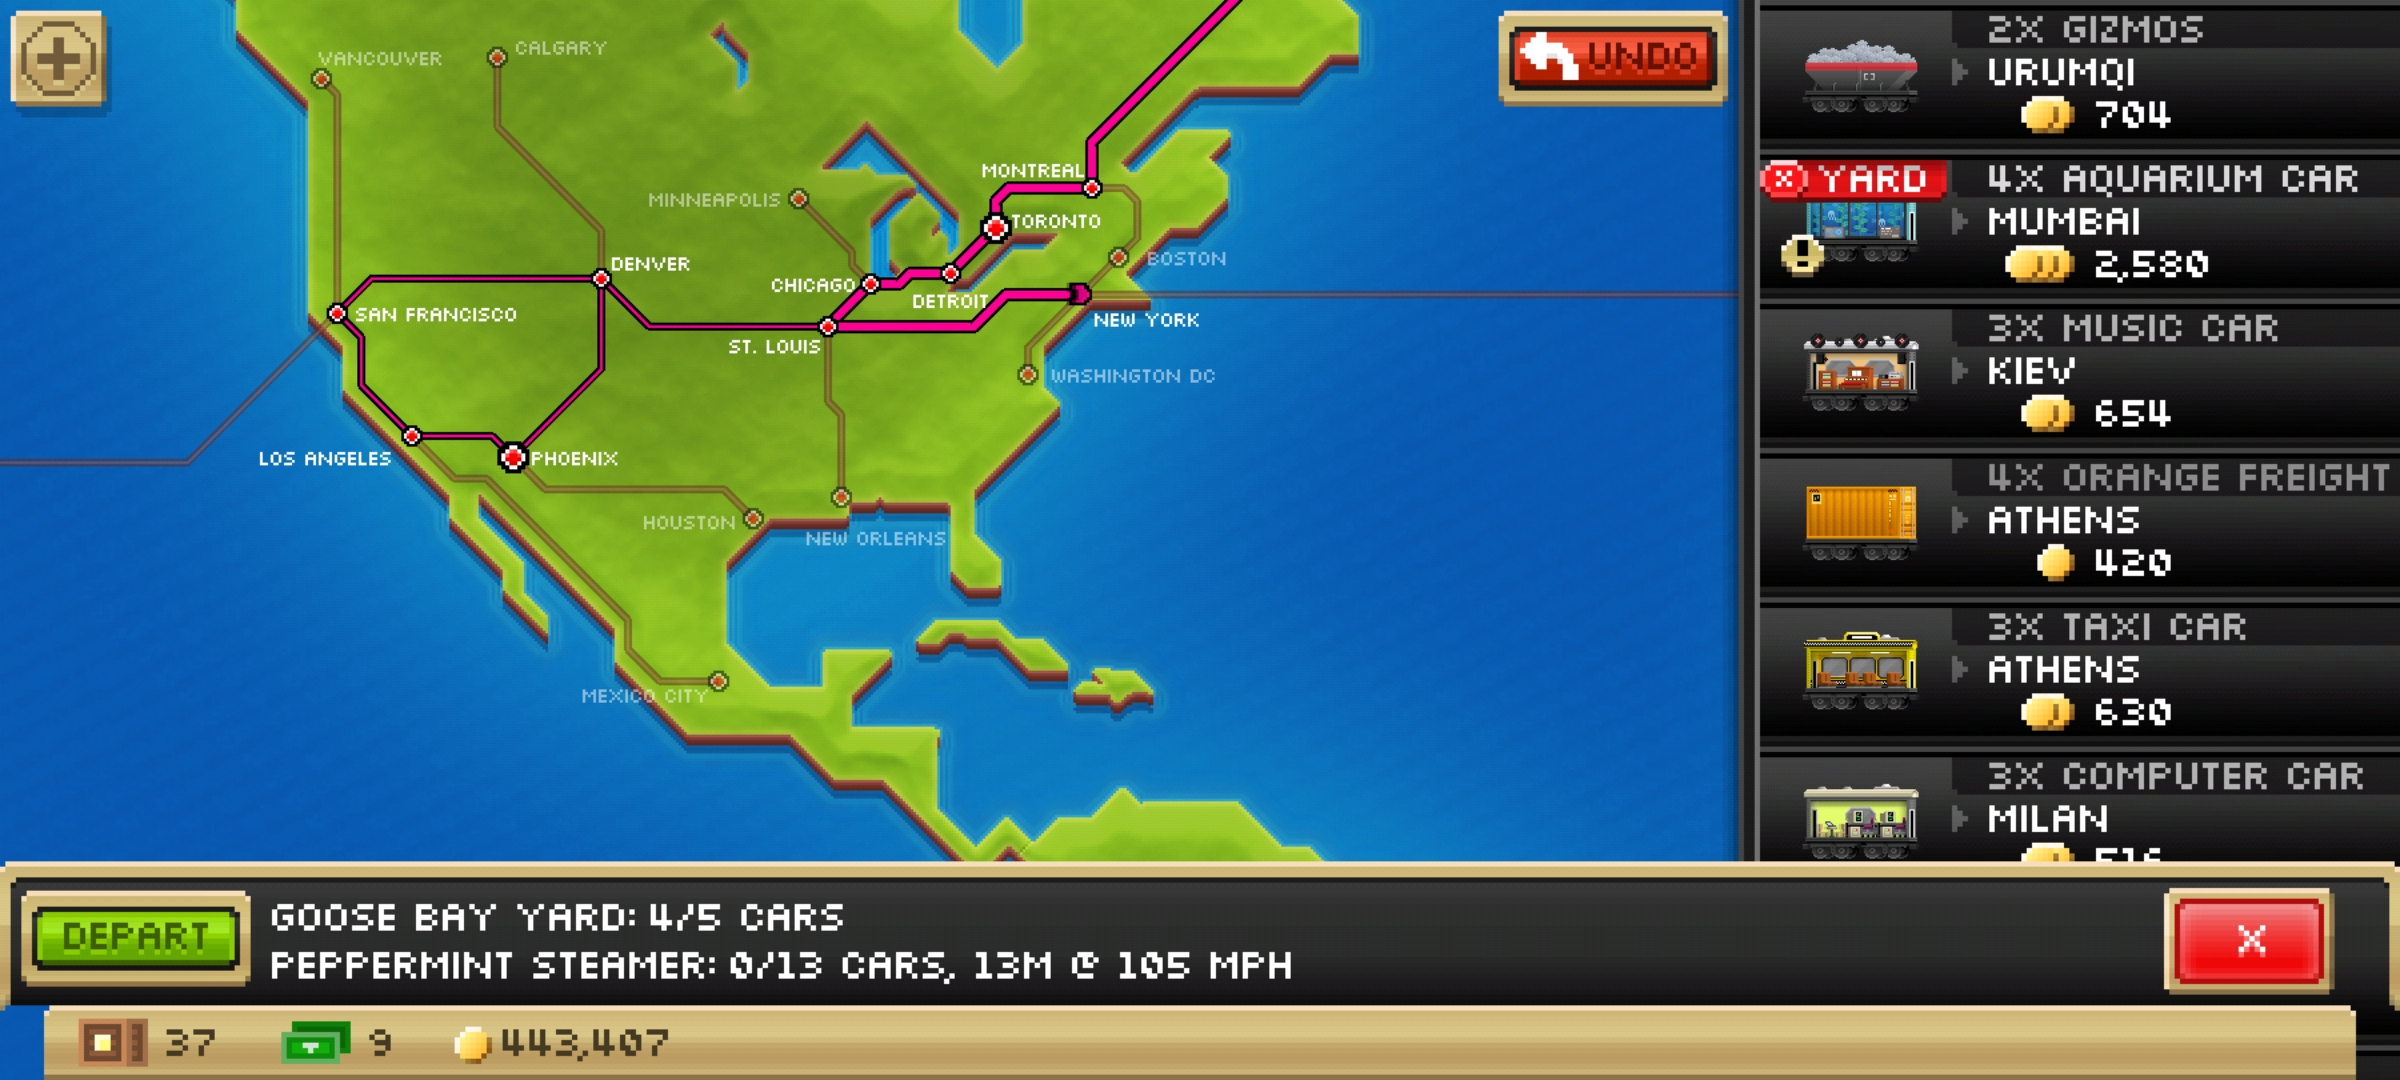 VANCOUVER
CALGARY
UNDO
MONTREAL
MINNEAPOLIS
TORONTO
BOSTON
DENVER
CHICAGO
DETROIT
SAN FRANCISCO
NEW YORK
ST. LOUIS
WASHINGTON DC
LOS ANGELES
PHOENIX
HOUSTON
NEW ORLEANS
MEXICO CITY
2X GIZMOS
URUMQI
704
YARD
4X AQUARIUM CAR
MUMBAI
2,580
3X MUSIC CAR
KIEV
654
4X ORANGE FREIGHT
ATHENS
420
3X TAXI CAR
ATHENS
630
3X COMPUTER CAR
MILAN
DEPART
GOOSE BAY YARD: 4/5 CARS
PEPPERMINT STEAMER: 0/13 CARS, 13M @ 105 MPH
X
37
9
443,407